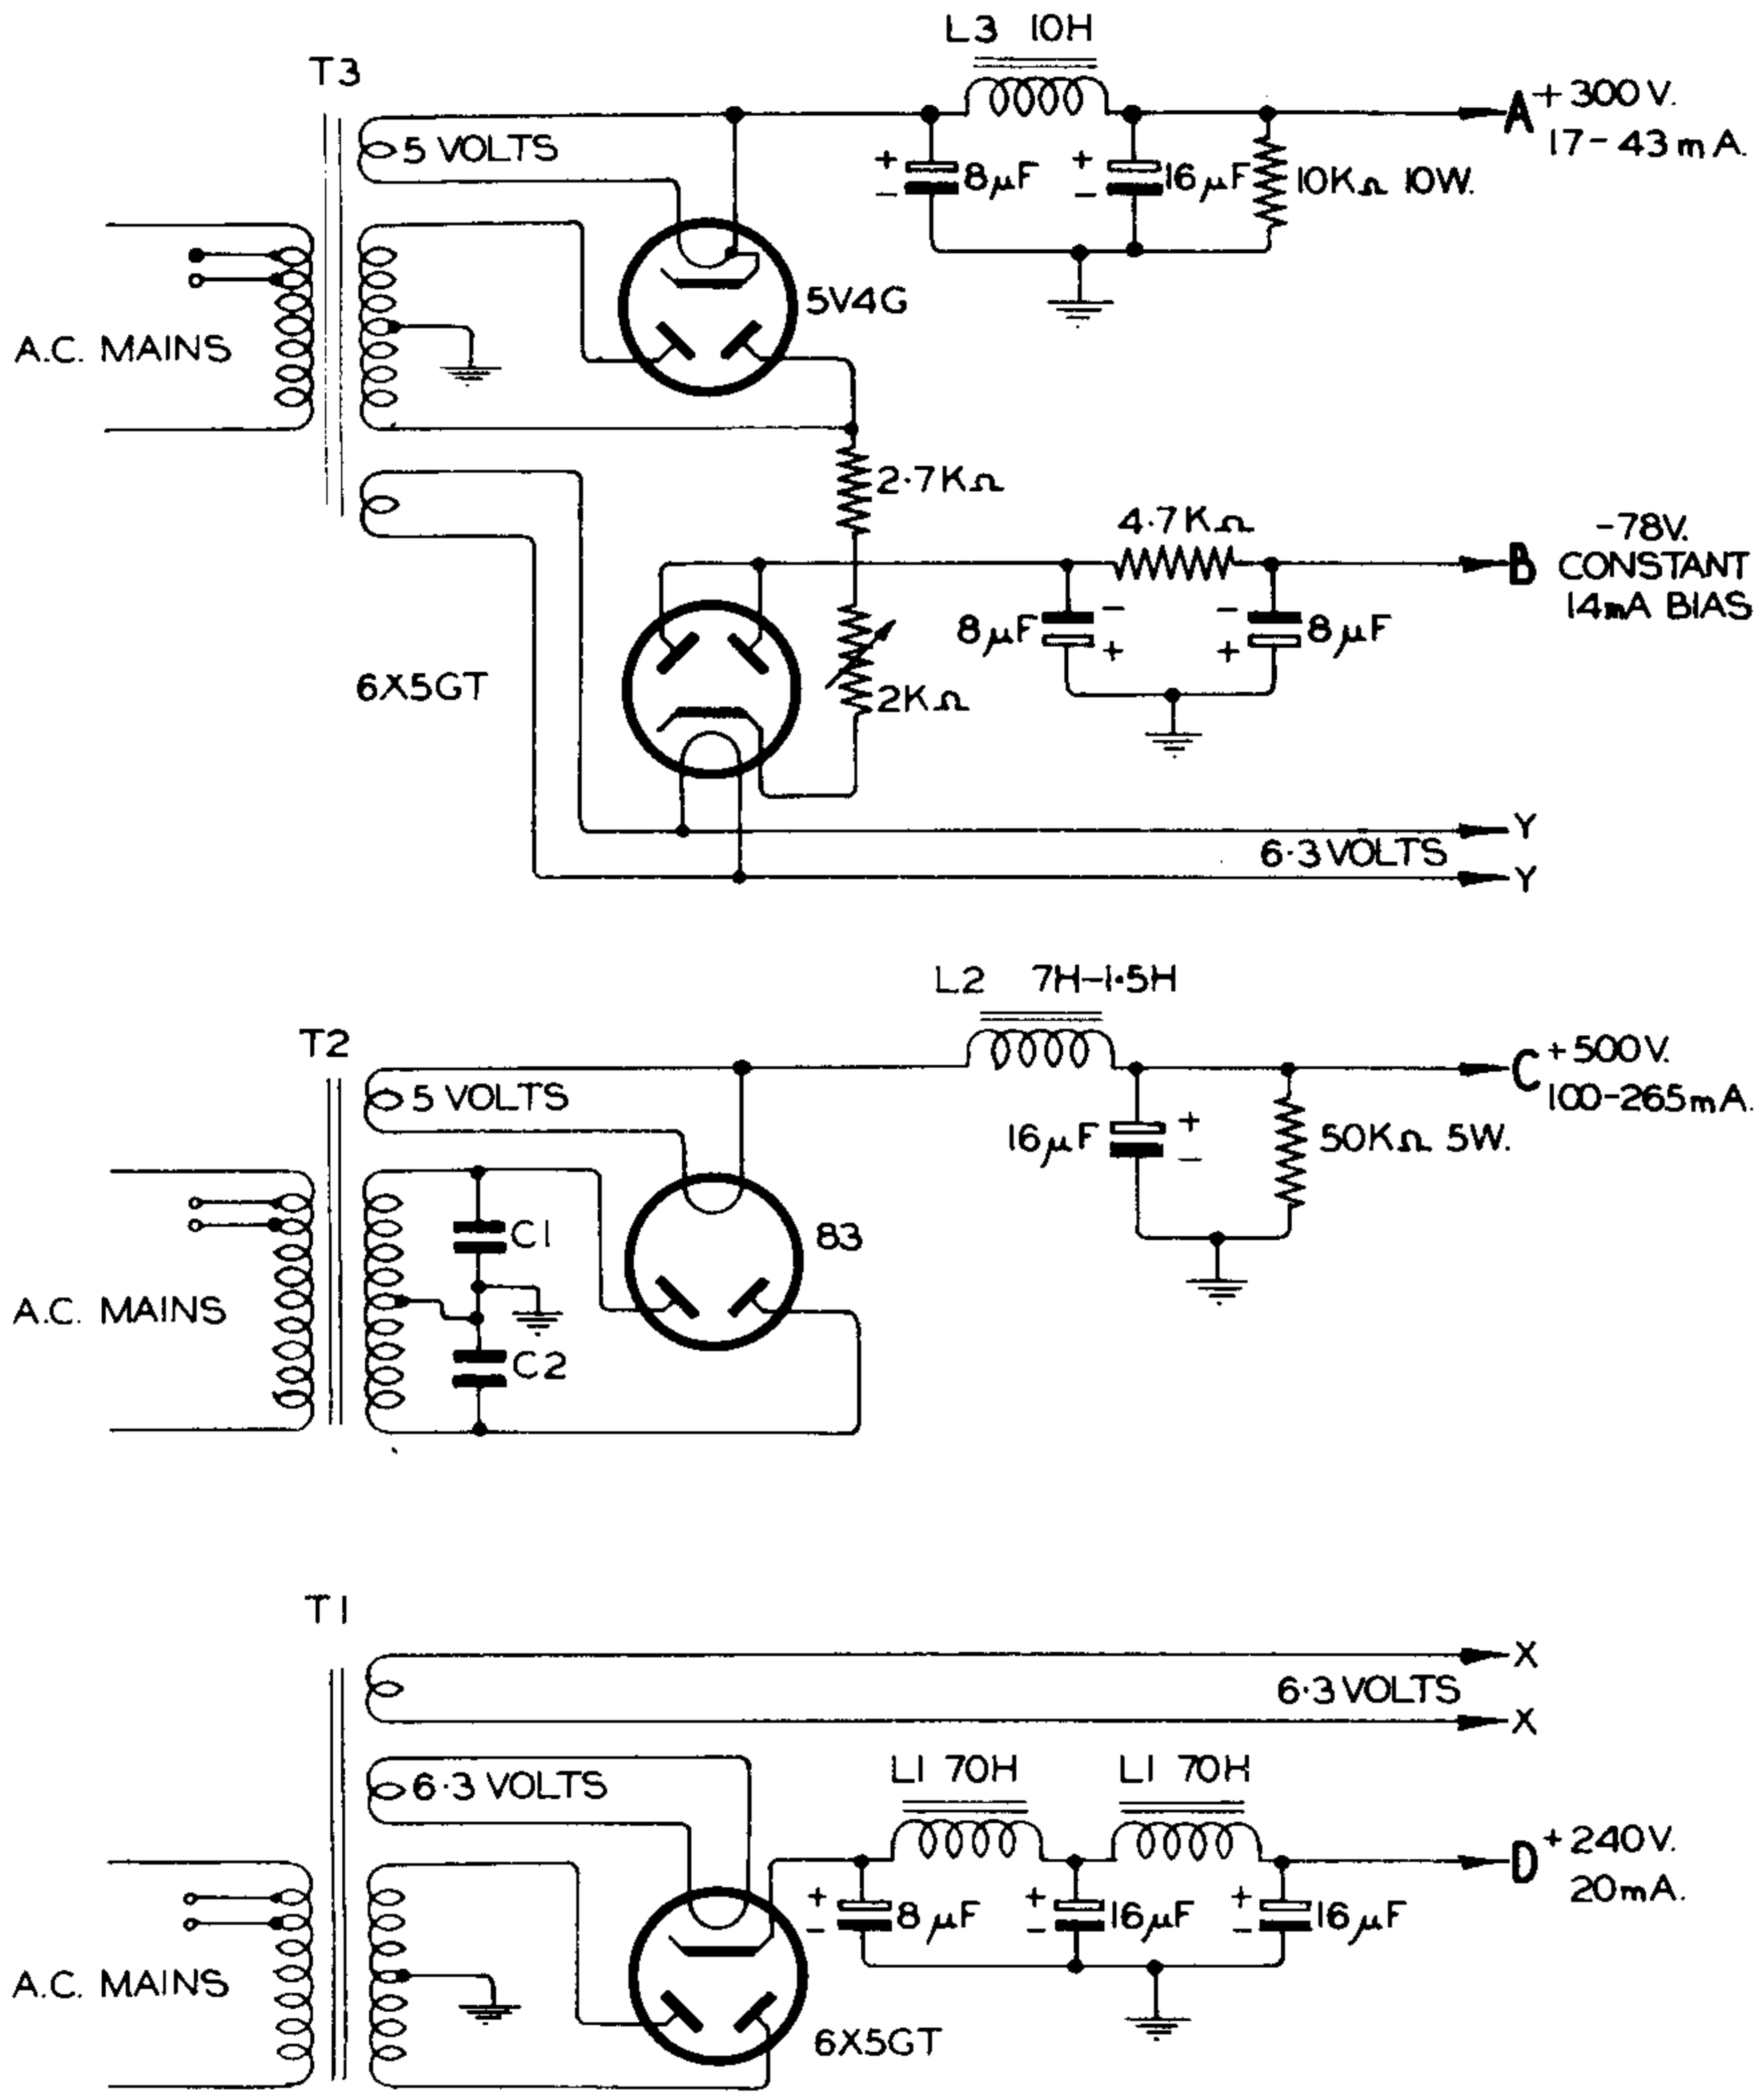 L3 10H
T3
A +300V.
17-43mA.
5 VOLTS
+ + 
- 8μF - 16μF 10KΩ 10W.
5V4G
A.C. MAINS
2·7KΩ
4·7KΩ
-78V.
B CONSTANT
14mA BIAS
8μF - + - + 8μF
6X5GT
2KΩ
Y
6·3 VOLTS
Y
L2 7H-1·5H
T2
C +500V.
100-265mA.
5 VOLTS
16μF + - 50KΩ 5W.
C1
83
A.C. MAINS
C2
T1
X
6·3 VOLTS
X
L1 70H L1 70H
6·3 VOLTS
D +240V.
20mA.
+ - 8μF + - 16μF + - 16μF
A.C. MAINS
6X5GT